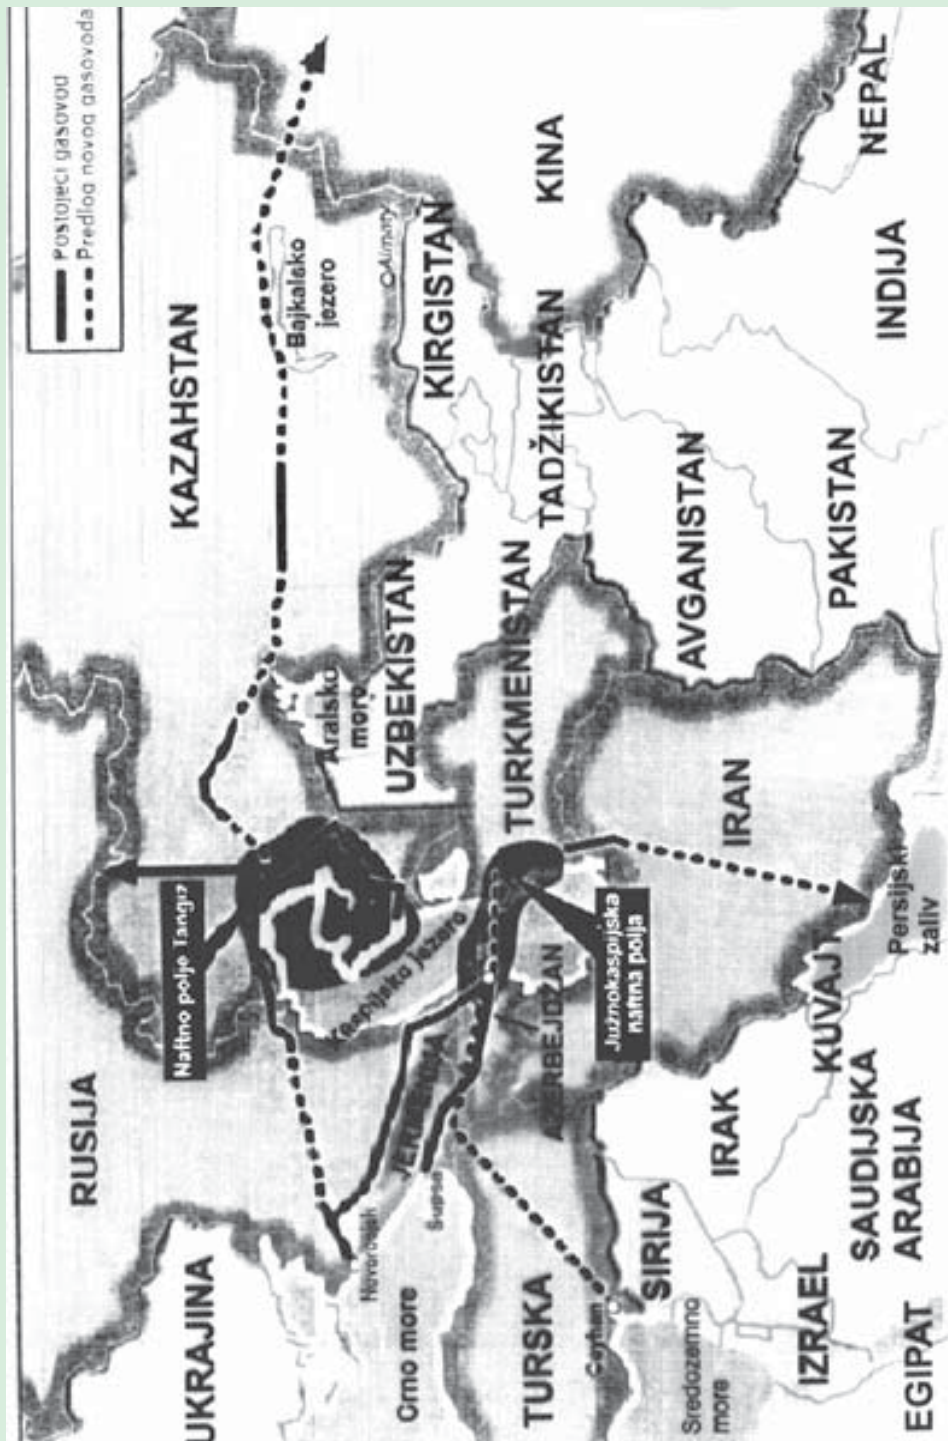 Postojeći gasovod
Predlog novog gasovoda
RUSIJA
UKRAJINA
KAZAHSTAN
Naftno polje
Bajkalsko
jezero
Almaty
KINA
KIRGISTAN
TADŽIKISTAN
NEPAL
INDIJA
Aralsko
more
UZBEKISTAN
TURKMENISTAN
AVGANISTAN
PAKISTAN
Kaspijsko jezero
Crno more
Supsa
AZERBEJDŽAN
Južnokaspijska
naftna polja
IRAN
TURSKA
Ceyhan
SIRIJA
IRAK
KUVAJT
Persijski
zaliv
Sredozemno
more
IZRAEL
SAUDIJSKA
ARABIJA
EGIPAT